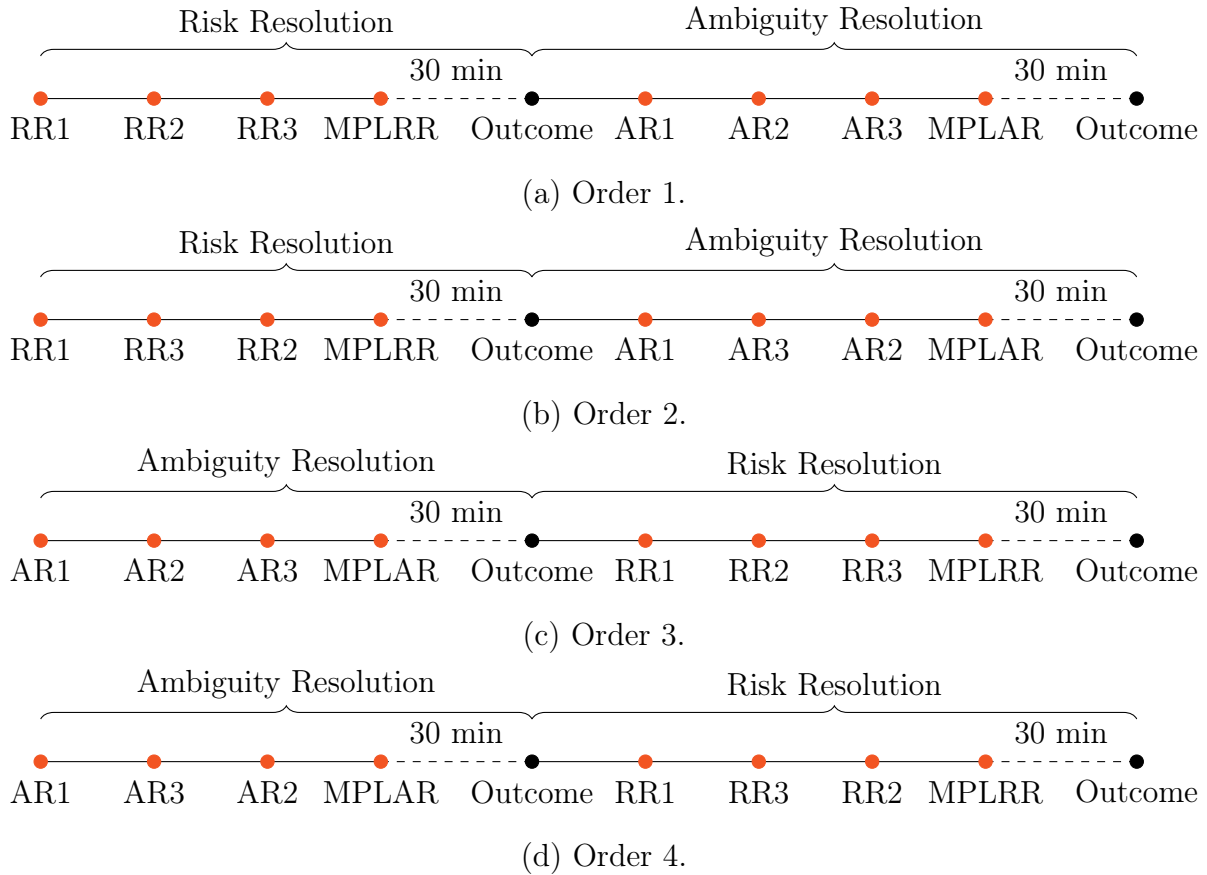 Risk Resolution Ambiguity Resolution
30 min 30 min
RR1 RR2 RR3 MPLRR Outcome AR1 AR2 AR3 MPLAR Outcome
(a) Order 1.
Risk Resolution Ambiguity Resolution
30 min 30 min
RR1 RR3 RR2 MPLRR Outcome AR1 AR3 AR2 MPLAR Outcome
(b) Order 2.
Ambiguity Resolution Risk Resolution
30 min 30 min
AR1 AR2 AR3 MPLAR Outcome RR1 RR2 RR3 MPLRR Outcome
(c) Order 3.
Ambiguity Resolution Risk Resolution
30 min 30 min
AR1 AR3 AR2 MPLAR Outcome RR1 RR3 RR2 MPLRR Outcome
(d) Order 4.